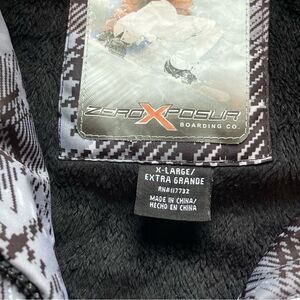 ZEROXPOSUR
BOARDING CO.
X-LARGE/
EXTRA GRANDE
RN#117732
MADE IN CHINA/
HECHO EN CHINA